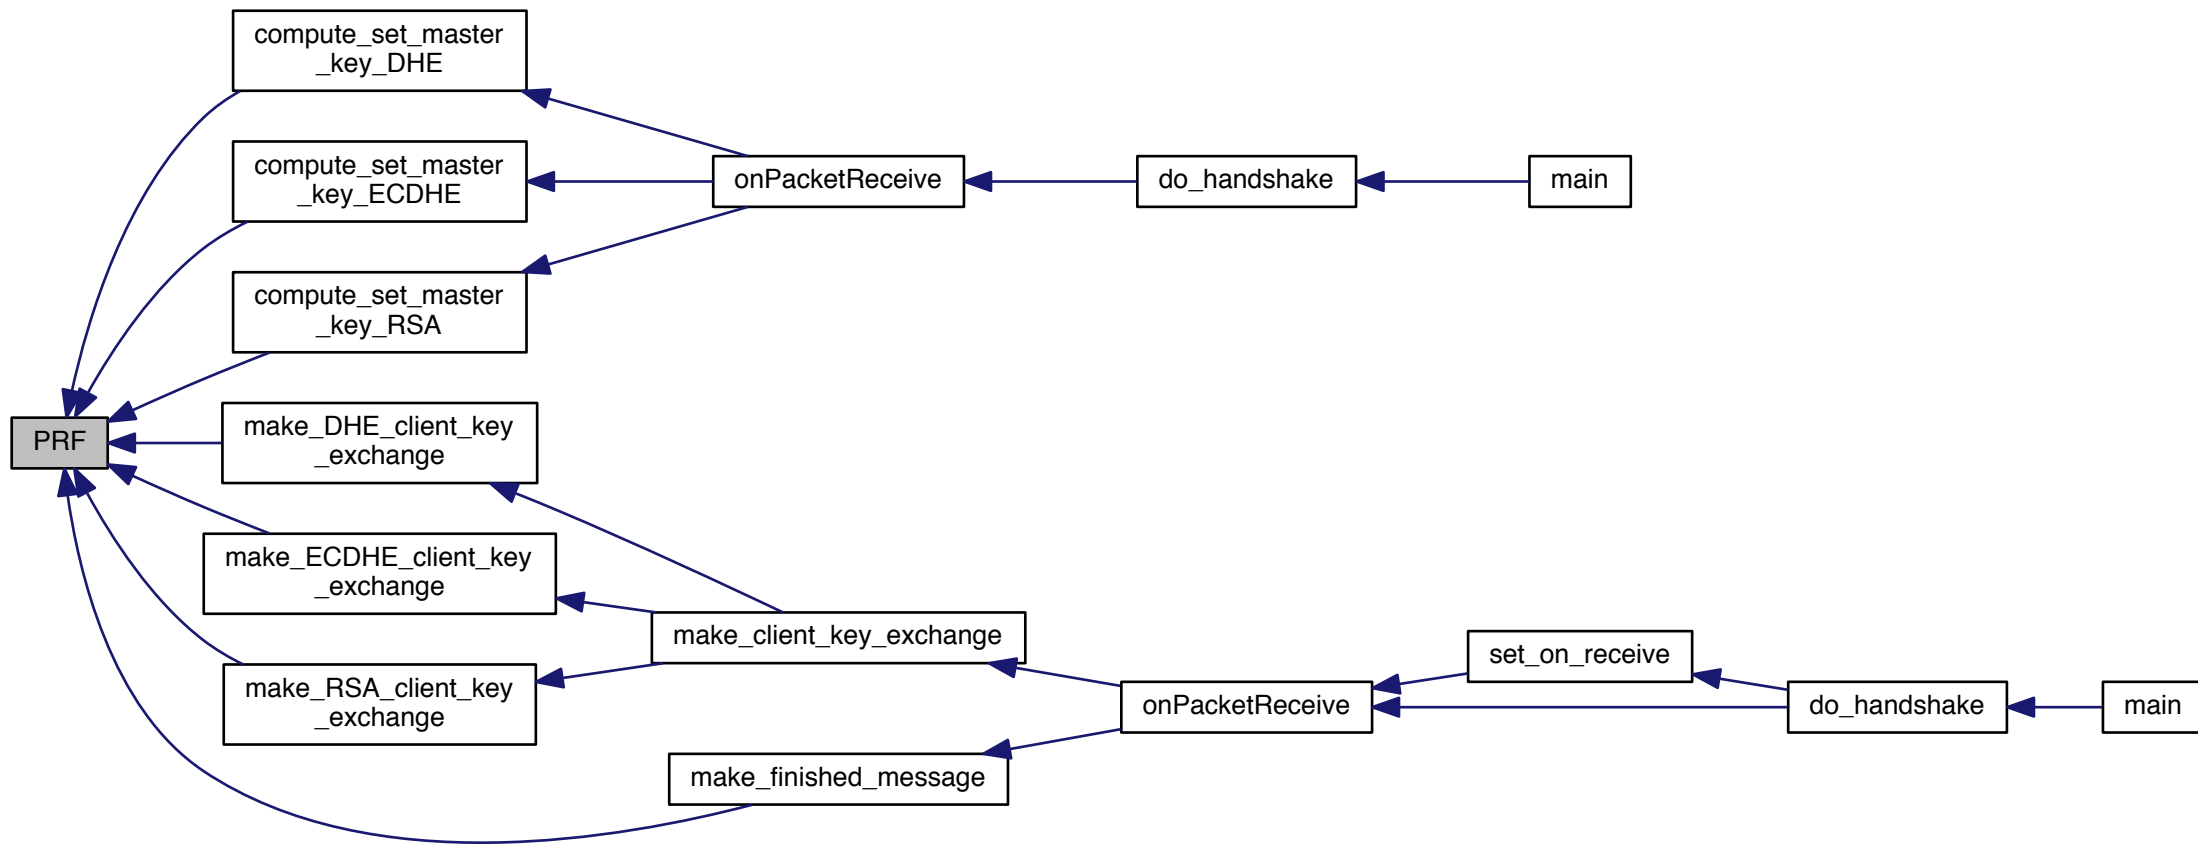 compute_set_master
_key_DHE
compute_set_master
_key_ECDHE
onPacketReceive
do_handshake
main
compute_set_master
_key_RSA
PRF
make_DHE_client_key
_exchange
make_ECDHE_client_key
_exchange
make_client_key_exchange
make_RSA_client_key
_exchange
set_on_receive
onPacketReceive
do_handshake
main
make_finished_message